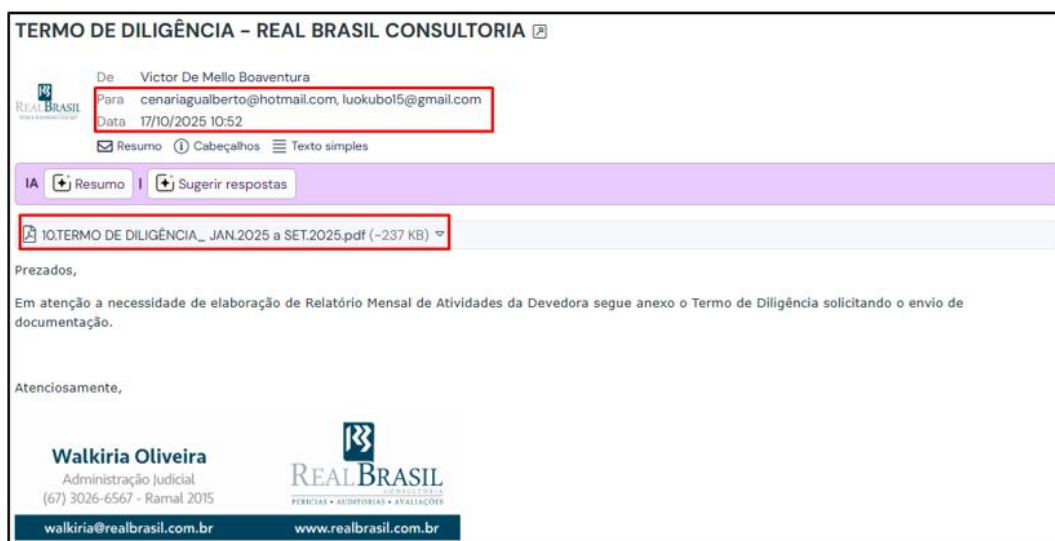 TERMO DE DILIGÊNCIA – REAL BRASIL CONSULTORIA
De Victor De Mello Boaventura
Para cenariagualberto@hotmail.com, luokubo15@gmail.com
Data 17/10/2025 10:52
REAL BRASIL
Resumo Cabeçalhos Texto simples
IA Resumo | Sugerir respostas
10.TERMO DE DILIGÊNCIA_ JAN.2025 a SET.2025.pdf (~237 KB)
Prezados,
Em atenção a necessidade de elaboração de Relatório Mensal de Atividades da Devedora segue anexo o Termo de Diligência solicitando o envio de
documentação.
Atenciosamente,
Walkiria Oliveira
Administração Judicial
(67) 3026-6567 - Ramal 2015
walkiria@realbrasil.com.br
REAL BRASIL
CONSULTORIA
PERÍCIAS • AUDITORIAS • AVALIAÇÕES
www.realbrasil.com.br